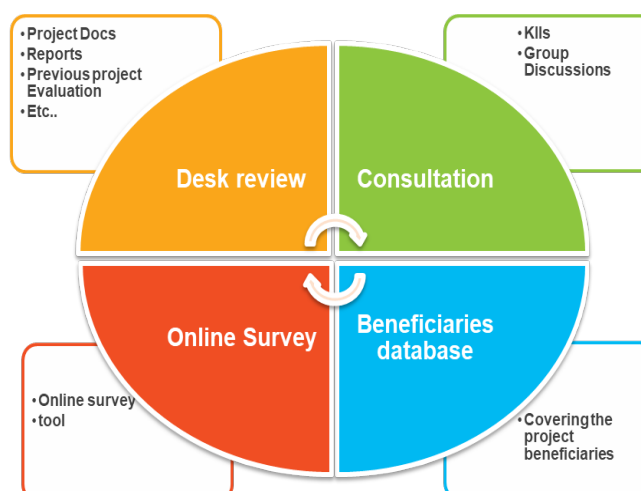 •Project Docs
•Reports
•Previous project
Evaluation
•Etc..
•KIIs
•Group
Discussions
Desk review
Consultation
Online Survey
Beneficiaries
database
•Online survey
•tool
•Covering the
project
beneficiaries